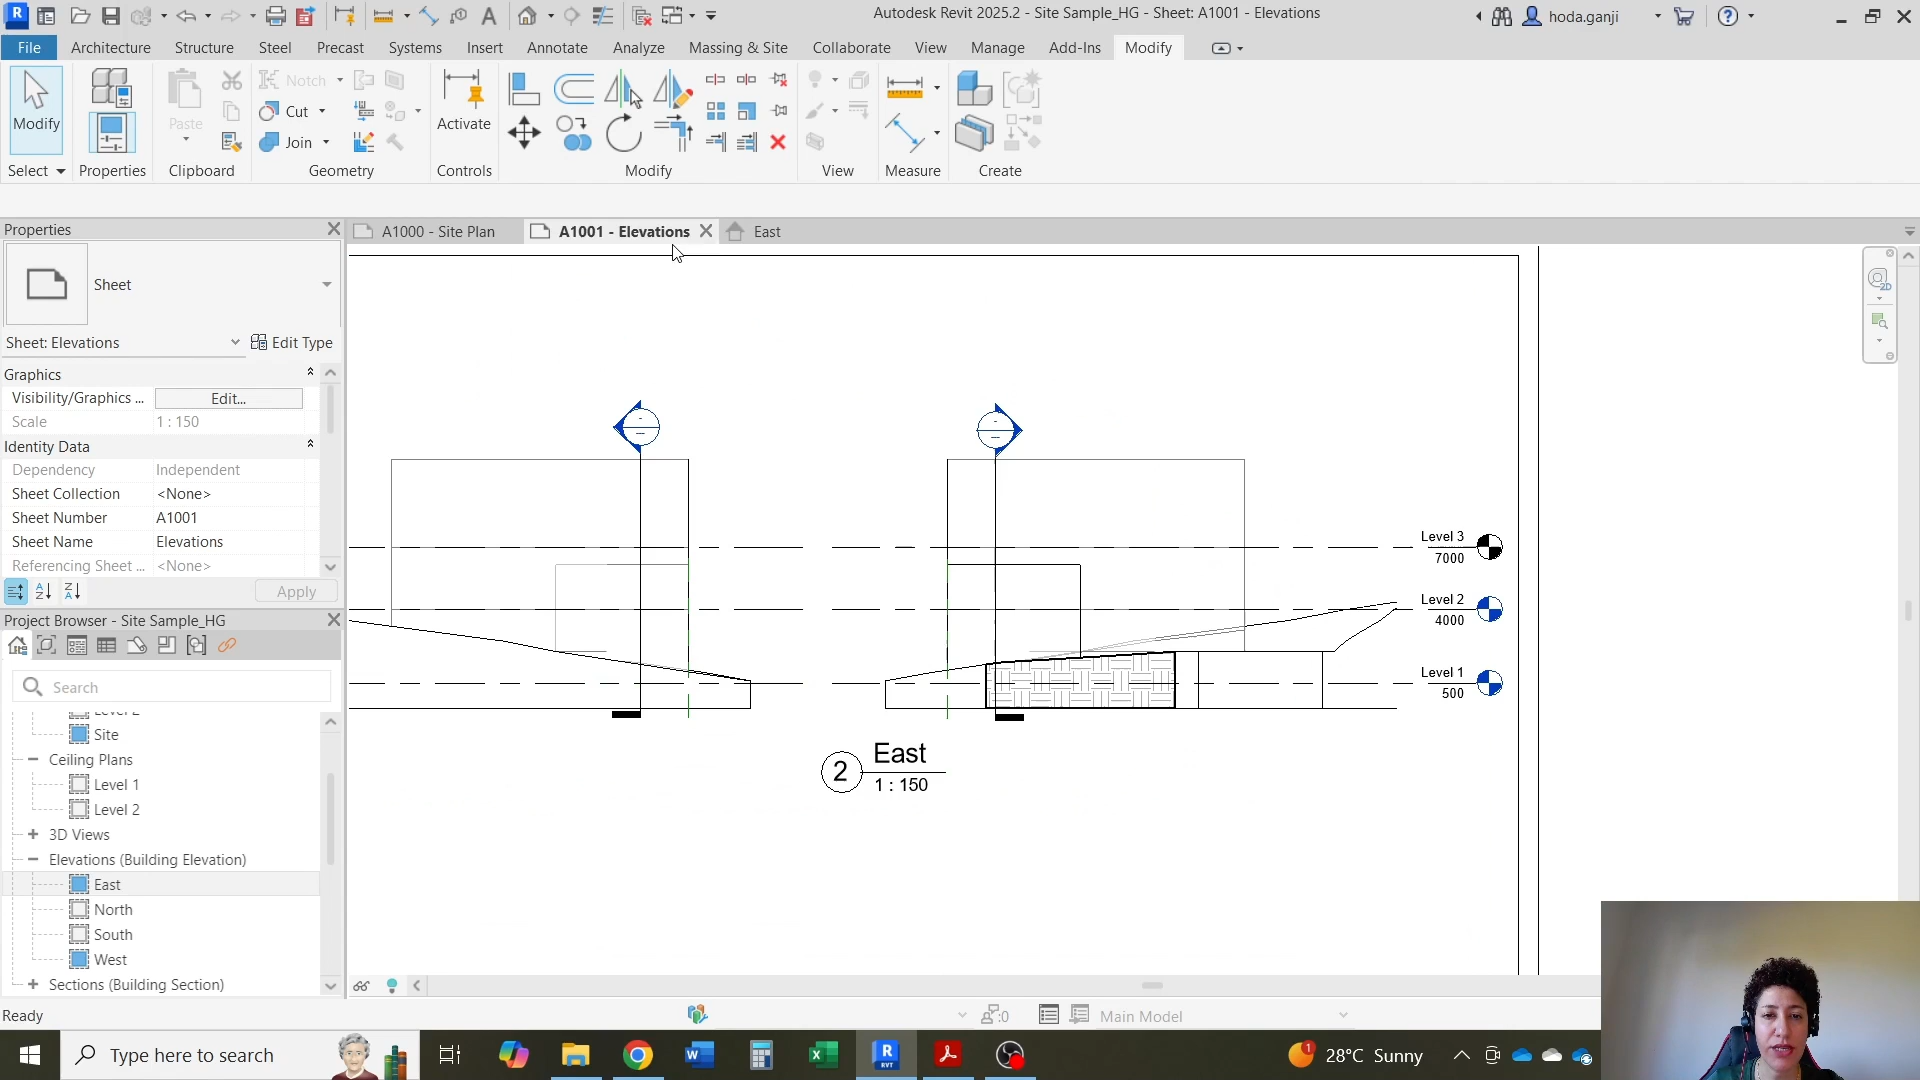 Autodesk Revit 2025.2 - Site Sample_HG - Sheet: A1001 - Elevations
hoda.ganji
File Architecture Structure Steel Precast Systems Insert Annotate Analyze Massing & Site Collaborate View Manage Add-Ins Modify
Modify
Paste
Notch
Cut
Join
Activate
Select Properties Clipboard Geometry Controls Modify View Measure Create
Properties
A1000 - Site Plan
A1001 - Elevations
East
Sheet
Sheet: Elevations
Edit Type
Graphics
Visibility/Graphics ... Edit...
Scale 1 : 150
Identity Data
Dependency Independent
Sheet Collection <None>
Sheet Number A1001
Sheet Name Elevations
Referencing Sheet ... <None>
Apply
Project Browser - Site Sample_HG
Search
Site
Ceiling Plans
Level 1
Level 2
3D Views
Elevations (Building Elevation)
East
North
South
West
Sections (Building Section)
Level 3
7000
Level 2
4000
Level 1
500
2
East
1 : 150
Ready
:0
Main Model
Type here to search
28°C Sunny